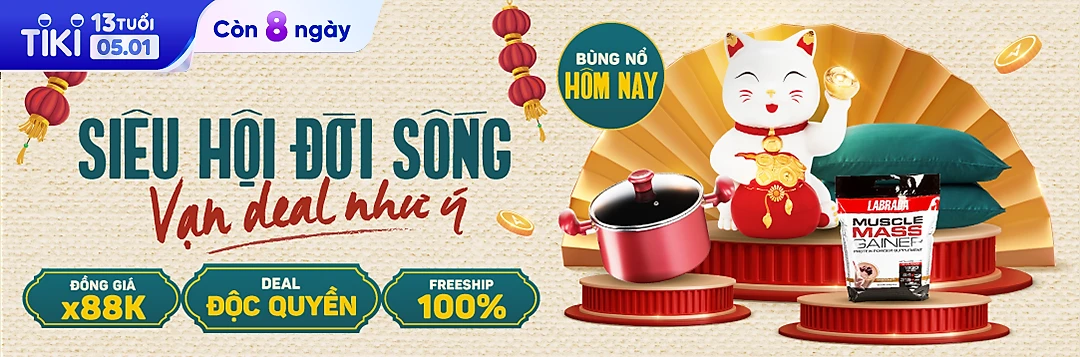 TIKI
13 TUỔI
05.01
Còn 8 ngày
SIÊU HỘI ĐỜI SỐNG
Vạn deal như ý
ĐỒNG GIÁ
x88K
DEAL
ĐỘC QUYỀN
FREESHIP
100%
BÙNG NỔ
HÔM NAY
LABRADA
MUSCLE
MASS
GAINER